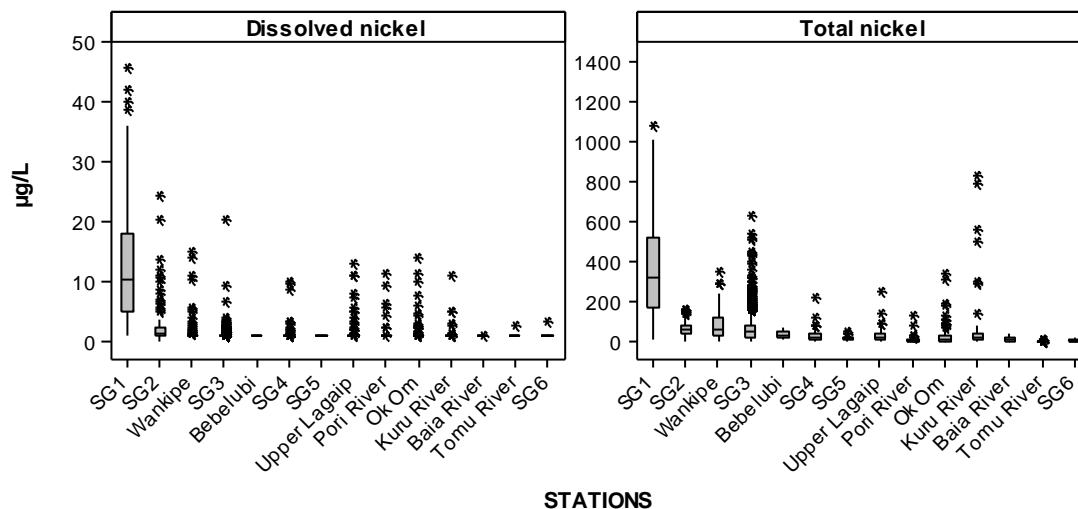 Dissolved nickel
Total nickel
µg/L
50
40
30
20
10
0
1400
1200
1000
800
600
400
200
0
SG1
SG2
Wankipe
SG3
Bebelubi
SG4
SG5
Upper Lagaip
Pori River
Ok Om
Kuru River
Baia River
Tomu River
SG6
SG1
SG2
Wankipe
SG3
Bebelubi
SG4
SG5
Upper Lagaip
Pori River
Ok Om
Kuru River
Baia River
Tomu River
SG6
STATIONS